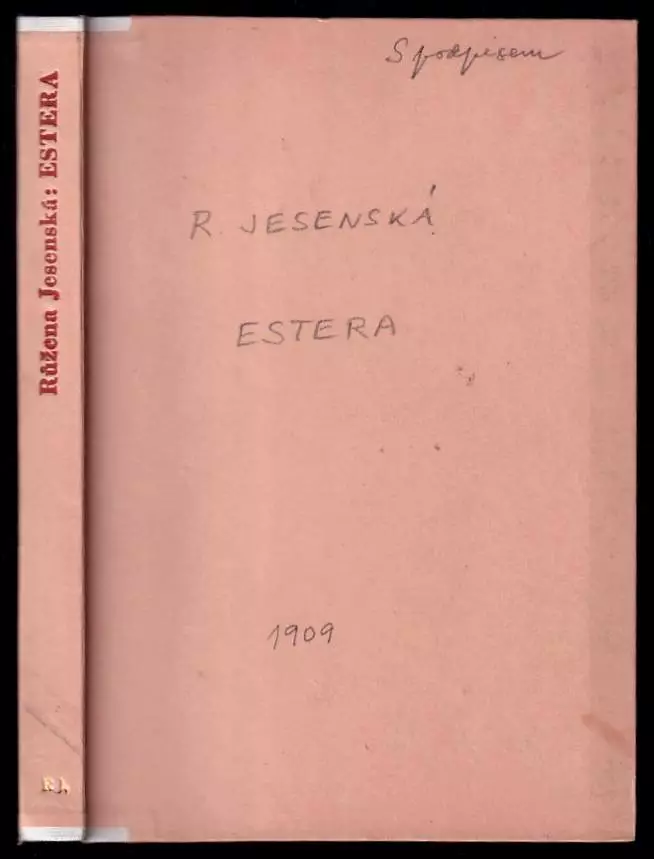 Růžena Jesenská: ESTERA
S podpisem
R. JESENSKÁ
ESTERA
1909